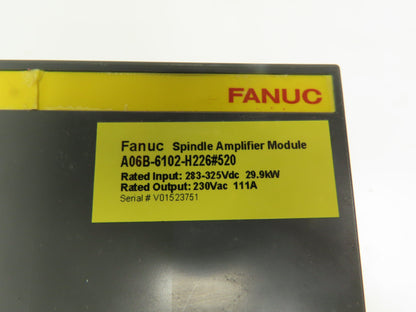 FANUC
Fanuc Spindle Amplifier Module
A06B-6102-H226#520
Rated Input: 283-325Vdc 29.9kW
Rated Output: 230Vac 111A
Serial # V01523751